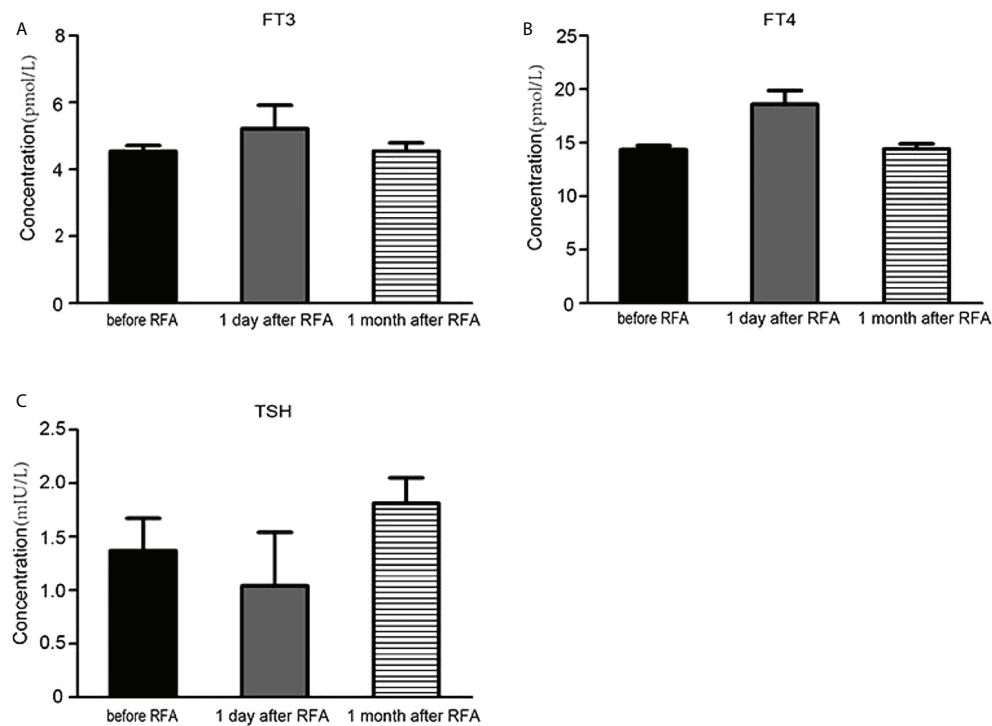 A
FT3
Concentration(pmol/L)
8
6
4
2
0
before RFA
1 day after RFA
1 month after RFA
B
FT4
Concentration(pmol/L)
25
20
15
10
5
0
before RFA
1 day after RFA
1 month after RFA
C
TSH
Concentration(mIU/L)
2.5
2.0
1.5
1.0
0.5
0
before RFA
1 day after RFA
1 month after RFA